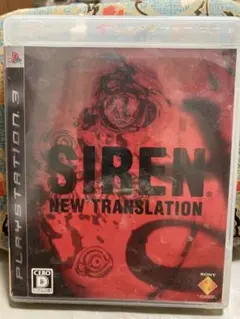 PLAYSTATION 3
SIREN
NEW TRANSLATION
CERO
D
SONY